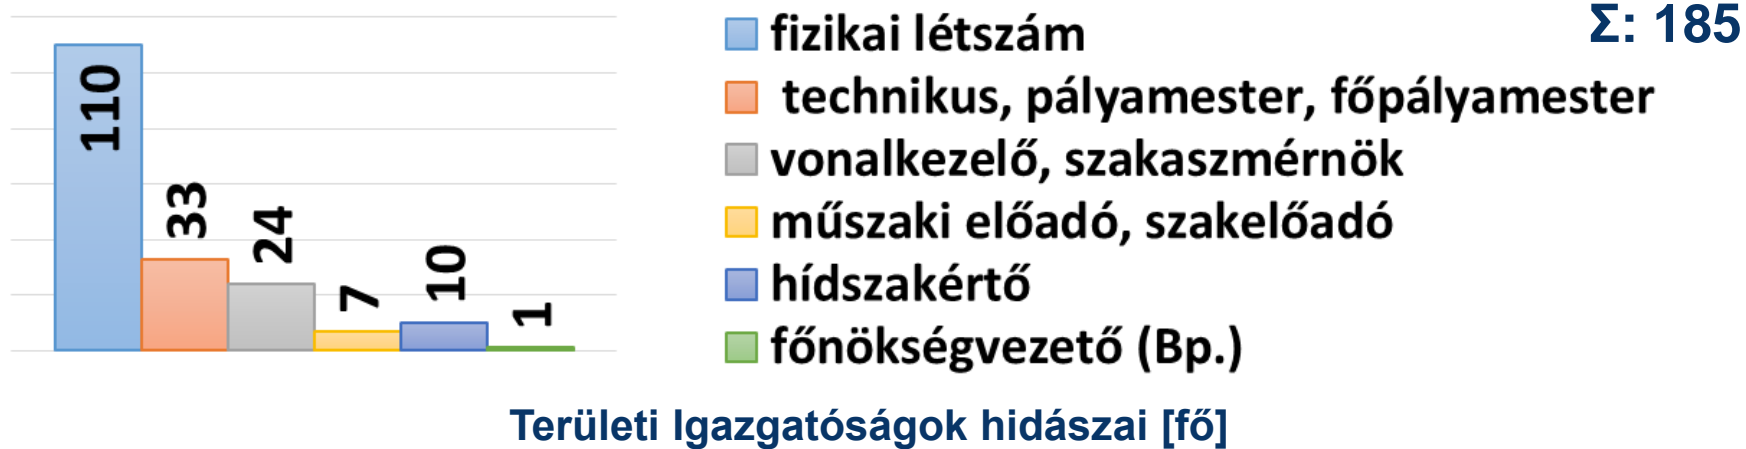 110
33
24
7
10
1
fizikai létszám
technikus, pályamester, főpályamester
vonalkezelő, szakaszmérnök
műszaki előadó, szakelőadó
hídszakértő
főnökségvezető (Bp.)
Σ: 185
Területi Igazgatóságok hidászai [fő]